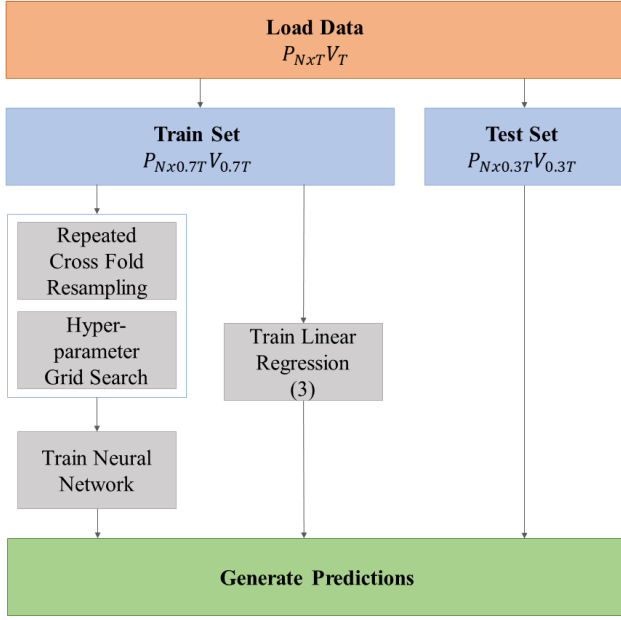 Load Data
P_{NxT}V_T
Train Set
P_{Nx0.7T}V_{0.7T}
Test Set
P_{Nx0.3T}V_{0.3T}
Repeated
Cross Fold
Resampling
Hyper-
parameter
Grid Search
Train Linear
Regression
(3)
Train Neural
Network
Generate Predictions